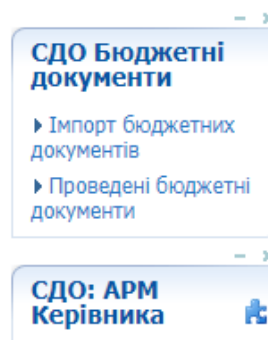 СДО Бюджетні
документи
Імпорт бюджетних
документів
Проведені бюджетні
документи
СДО: АРМ
Керівника